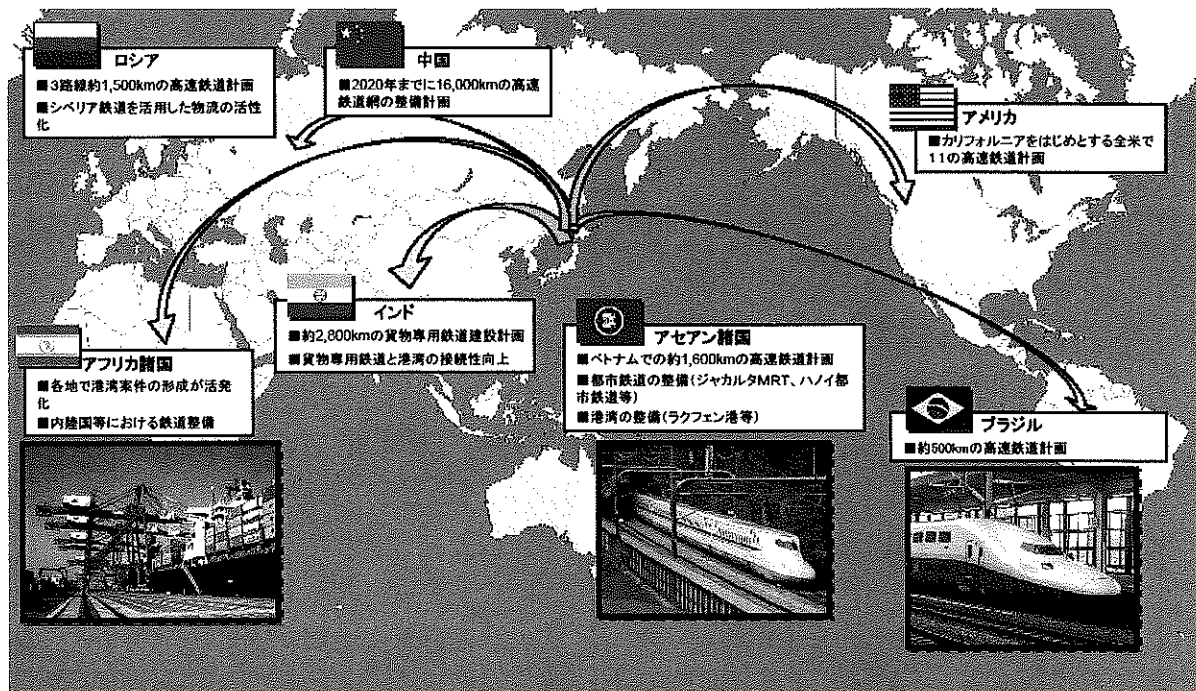 ロシア
■3路線約1,500kmの高速鉄道計画
■シベリア鉄道を活用した物流の活性
化
中国
■2020年までに16,000kmの高速
鉄道網の整備計画
アメリカ
■カリフォルニアをはじめとする全米で
11の高速鉄道計画
インド
■約2,800kmの貨物専用鉄道建設計画
■貨物専用鉄道と港湾の接続性向上
アセアン諸国
■ベトナムでの約1,600kmの高速鉄道計画
■都市鉄道の整備(ジャカルタMRT、ハノイ都
市鉄道等)
■港湾の整備(ラクフェン港等)
アフリカ諸国
■各地で港湾案件の形成が活発
化
■内陸国等における鉄道整備
ブラジル
■約500kmの高速鉄道計画